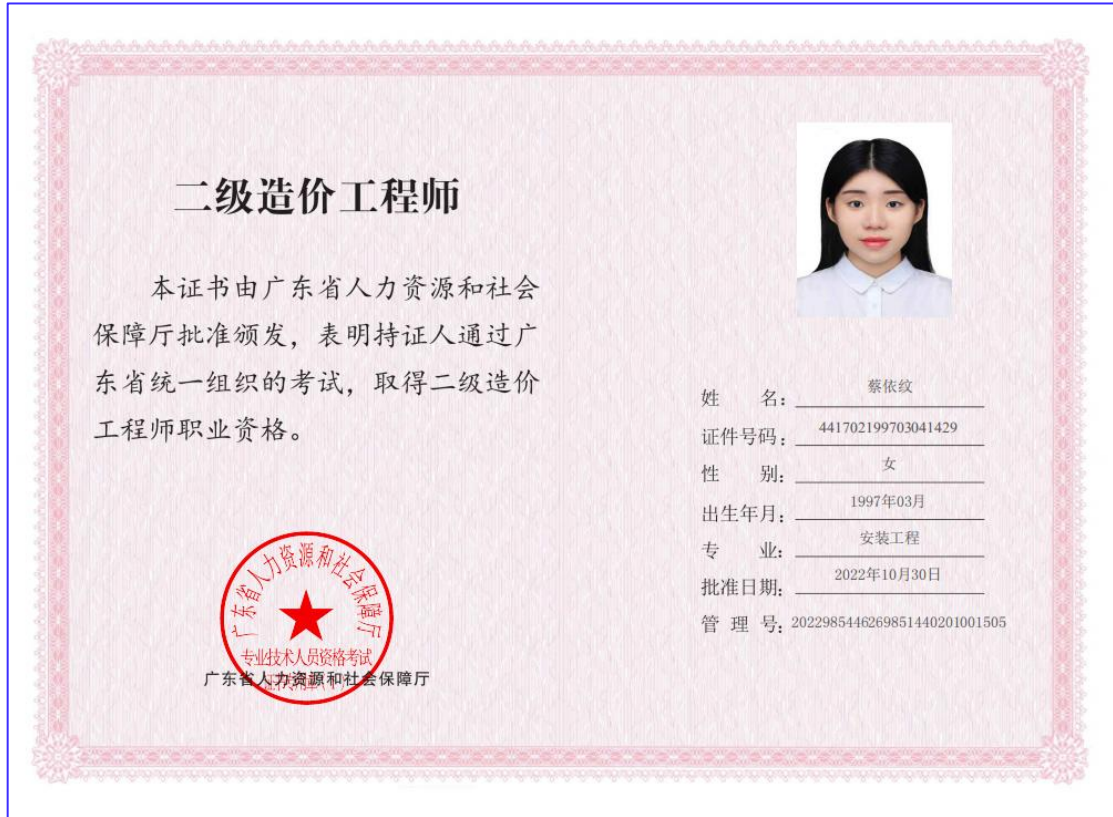 二级造价工程师
本证书由广东省人力资源和社会
保障厅批准颁发，表明持证人通过广
东省统一组织的考试，取得二级造价
工程师职业资格。
广东省人力资源和社会保障厅
专业技术人员资格考试
广东省人力资源和社会保障厅
姓 名：蔡依纹
证件号码：441702199703041429
性 别：女
出生年月：1997年03月
专 业：安装工程
批准日期：2022年10月30日
管 理 号：2022985446269851440201001505